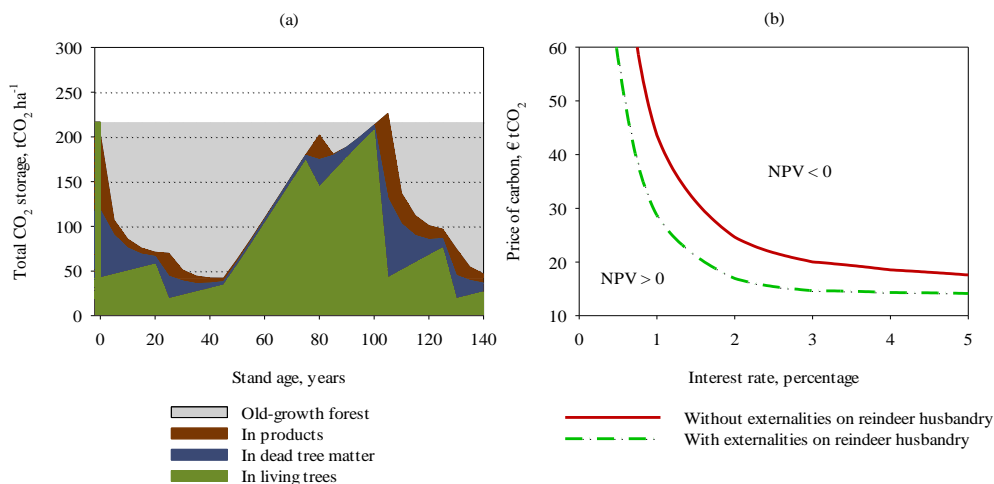 (a)
300
250
200
150
100
50
0
Total CO2 storage, tCO2 ha-1
0 20 40 60 80 100 120 140
Stand age, years
Old-growth forest
In products
In dead tree matter
In living trees
(b)
60
50
40
30
20
10
Price of carbon, € tCO2
NPV < 0
NPV > 0
0 1 2 3 4 5
Interest rate, percentage
Without externalities on reindeer husbandry
With externalities on reindeer husbandry